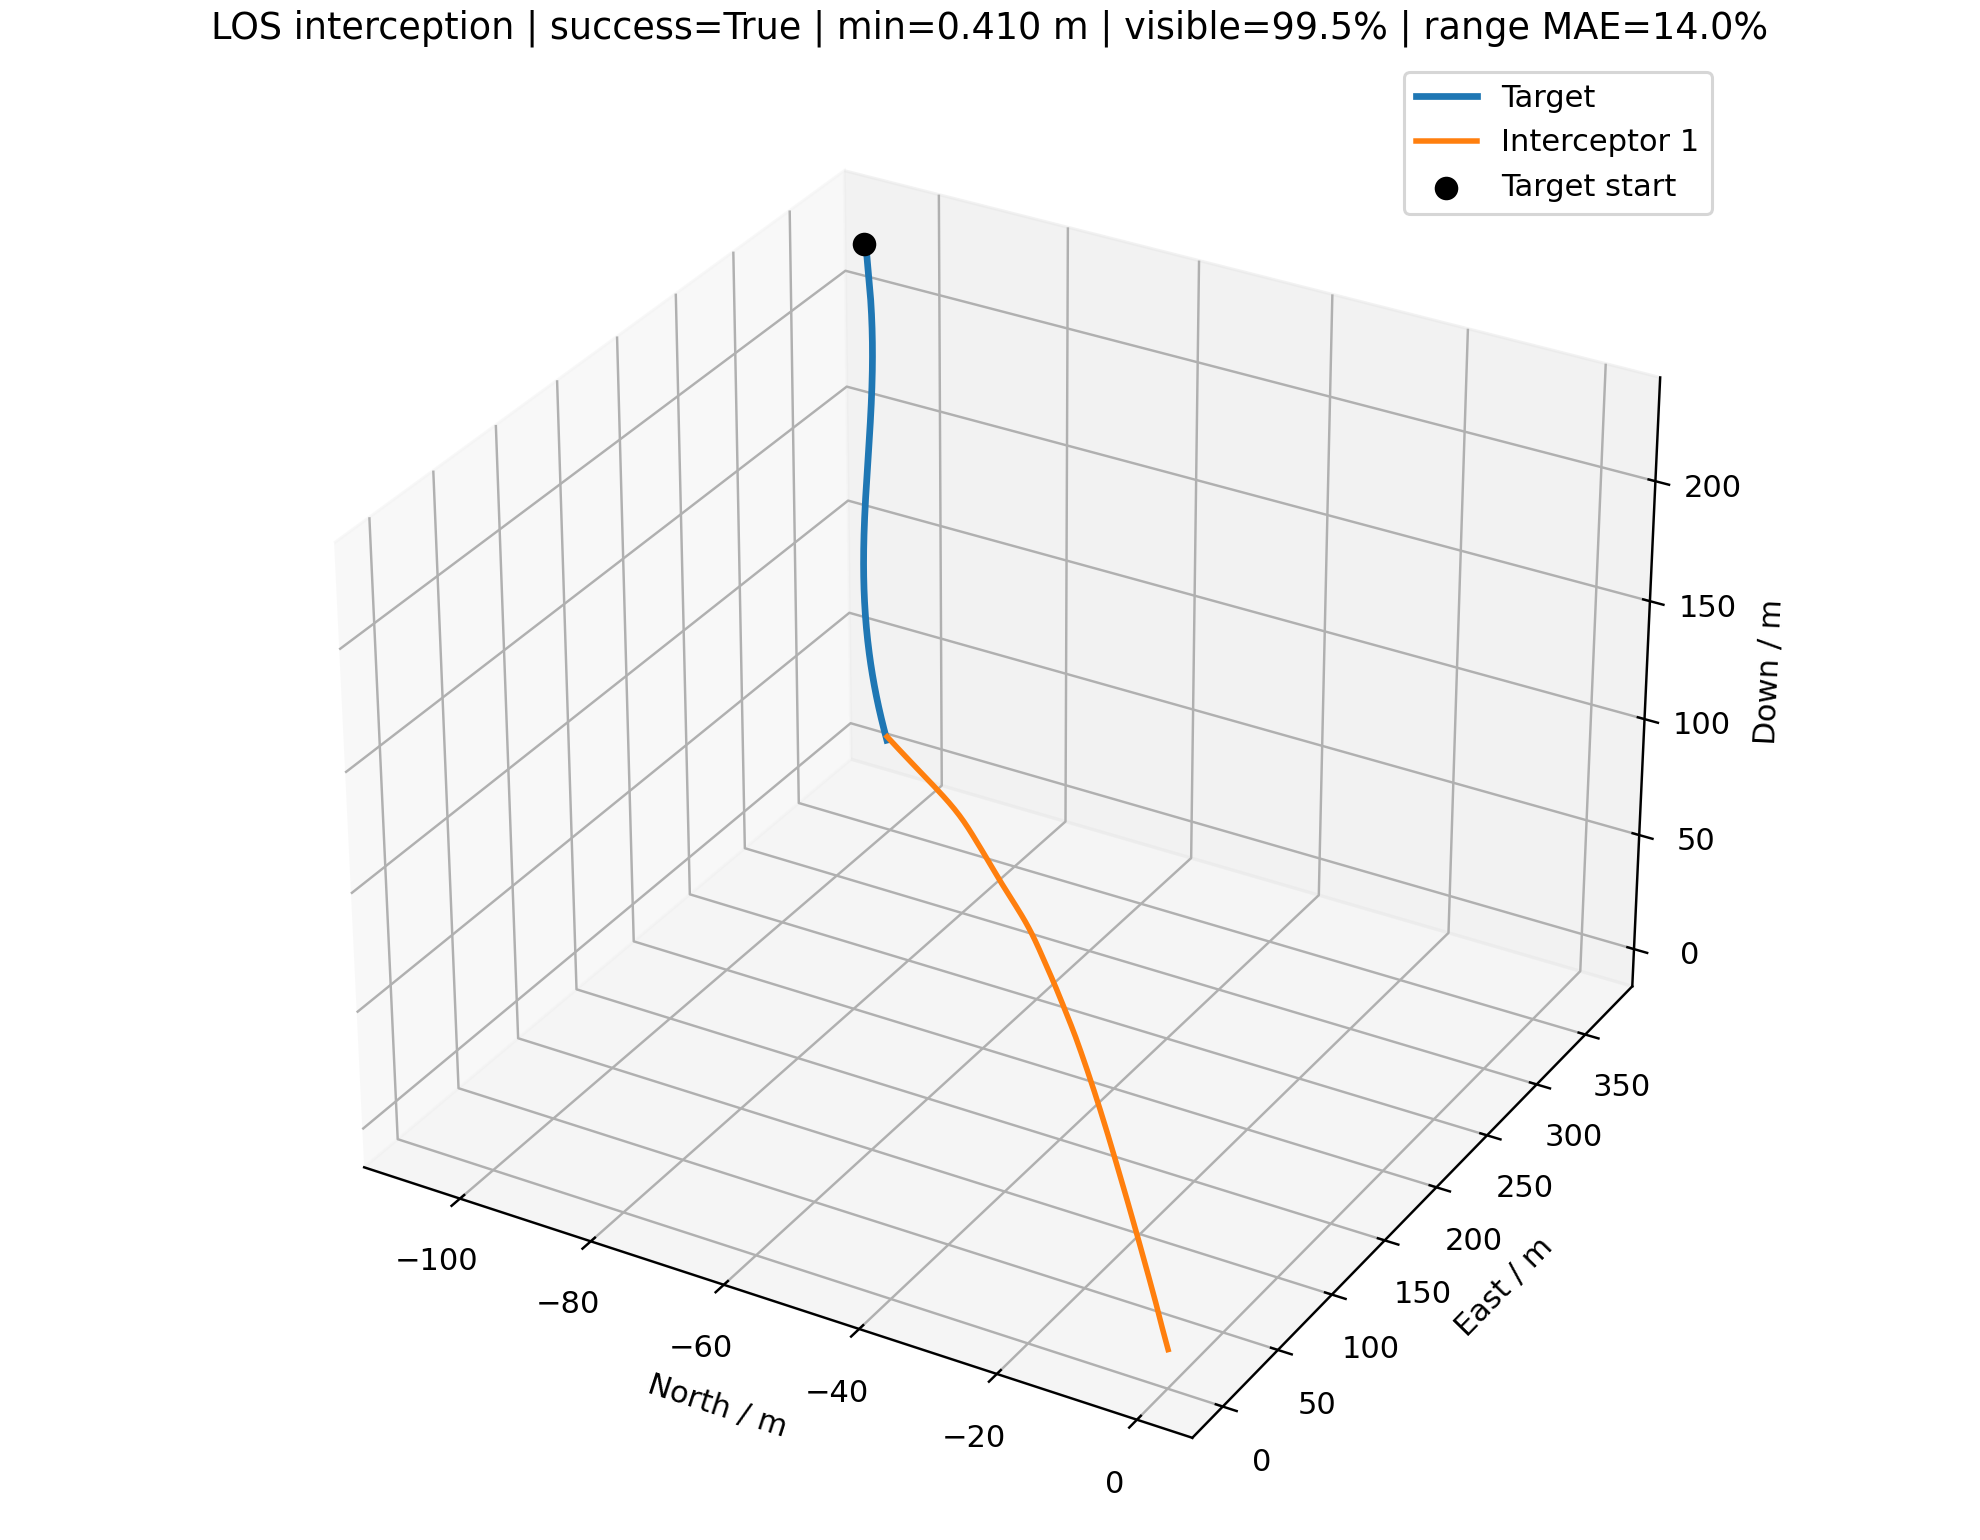 LOS interception | success=True | min=0.410 m | visible=99.5% | range MAE=14.0%
Target
Interceptor 1
Target start
200
150
100
50
0
Down / m
350
300
250
200
150
100
50
0
East / m
−100
−80
−60
−40
−20
0
North / m